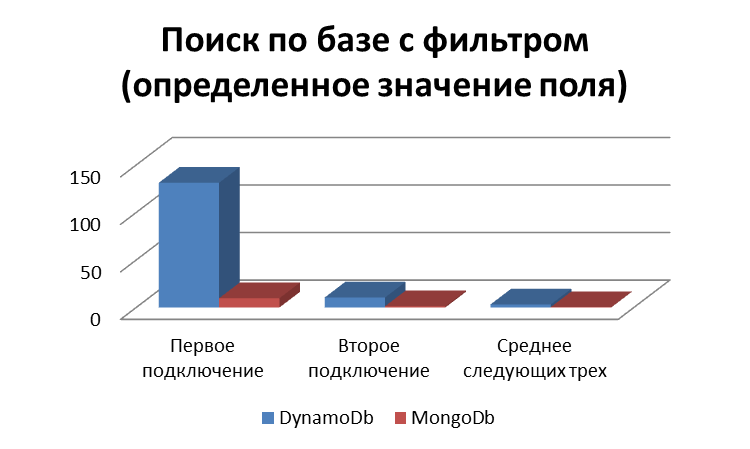 Поиск по базе с фильтром
(определенное значение поля)
150
100
50
0
Первое
подключение
Второе
подключение
Среднее
следующих трех
DynamoDb
MongoDb